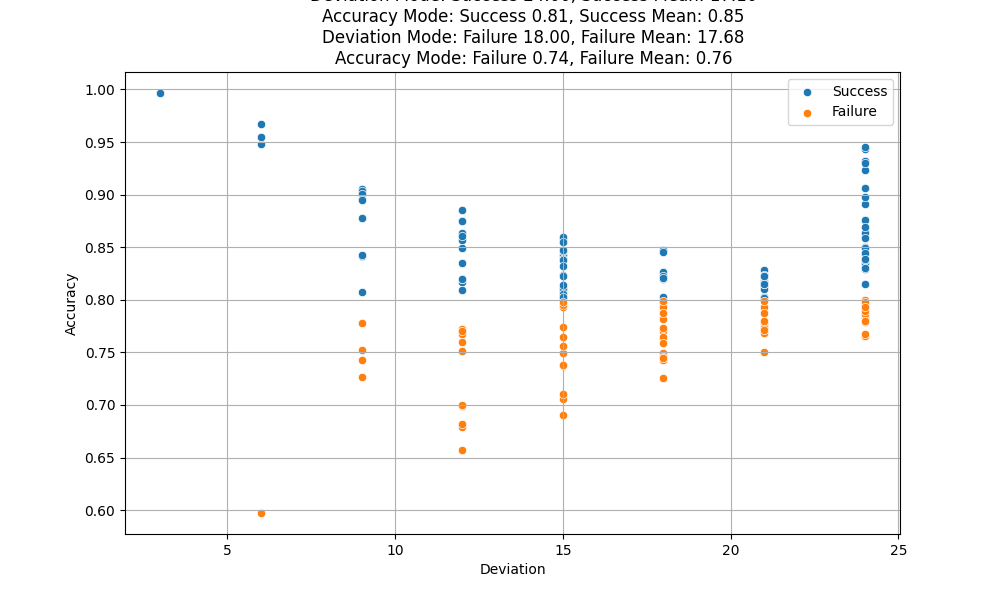 Accuracy Mode: Success 0.81, Success Mean: 0.85
Deviation Mode: Failure 18.00, Failure Mean: 17.68
Accuracy Mode: Failure 0.74, Failure Mean: 0.76
Success
Failure
1.00
0.95
0.90
0.85
0.80
0.75
0.70
0.65
0.60
Accuracy
5
10
15
20
25
Deviation